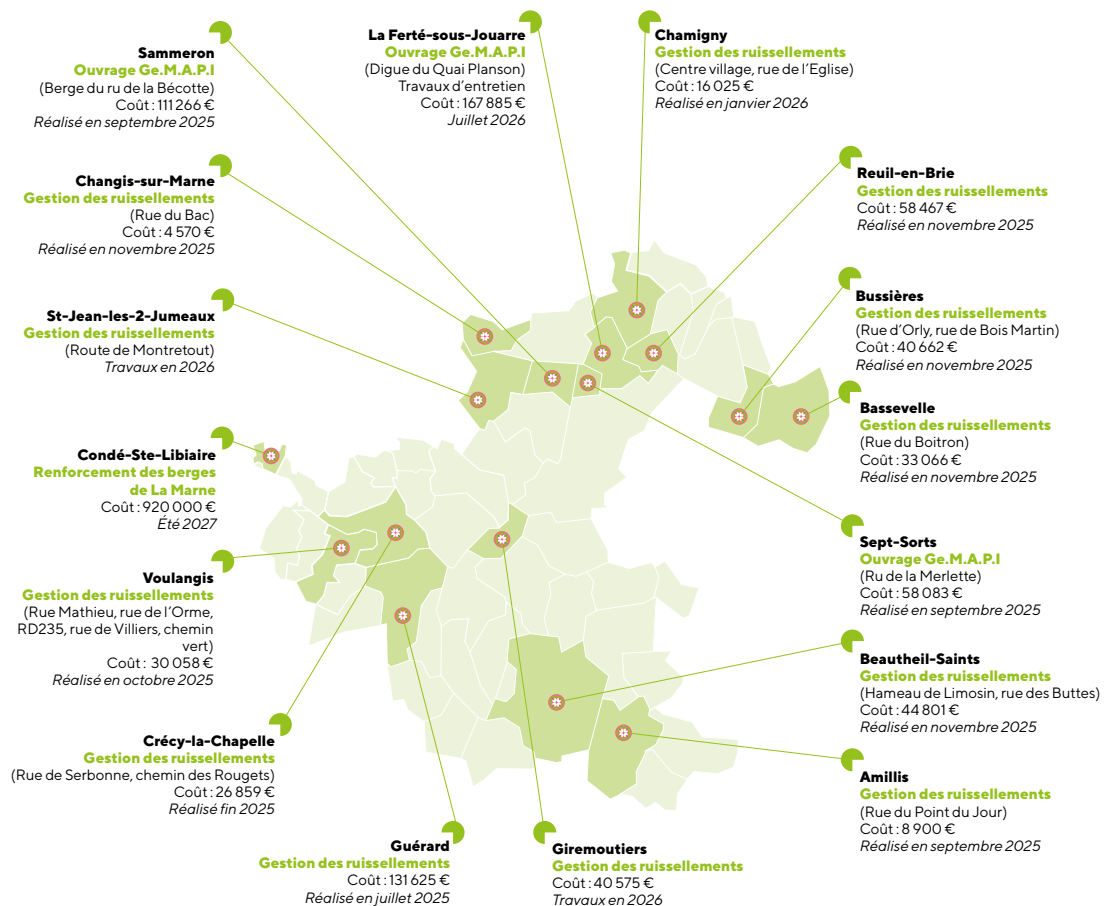 Sammeron
Ouvrage Ge.M.A.P.I
(Berge du ru de la Bécotte)
Coût : 111 266 €
Réalisé en septembre 2025
La Ferté-sous-Jouarre
Ouvrage Ge.M.A.P.I
(Digue du Quai Planson)
Travaux d'entretien
Coût : 167 885 €
Juillet 2026
Chamigny
Gestion des ruissellements
(Centre village, rue de l'Eglise)
Coût : 16 025 €
Réalisé en janvier 2026
Changis-sur-Marne
Gestion des ruissellements
(Rue du Bac)
Coût : 4 570 €
Réalisé en novembre 2025
Reuil-en-Brie
Gestion des ruissellements
Coût : 58 467 €
Réalisé en novembre 2025
St-Jean-les-2-Jumeaux
Gestion des ruissellements
(Route de Montretout)
Travaux en 2026
Bussières
Gestion des ruissellements
(Rue d'Orly, rue de Bois Martin)
Coût : 40 662 €
Réalisé en novembre 2025
Bassevelle
Gestion des ruissellements
(Rue du Boitron)
Coût : 33 066 €
Réalisé en novembre 2025
Condé-Ste-Libiaire
Renforcement des berges
de La Marne
Coût : 920 000 €
Été 2027
Sept-Sorts
Ouvrage Ge.M.A.P.I
(Ru de la Merlette)
Coût : 58 083 €
Réalisé en septembre 2025
Voulangis
Gestion des ruissellements
(Rue Mathieu, rue de l'Orme,
RD235, rue de Villiers, chemin
vert)
Coût : 30 058 €
Réalisé en octobre 2025
Beautheil-Saints
Gestion des ruissellements
(Hameau de Limosin, rue des Buttes)
Coût : 44 801 €
Réalisé en novembre 2025
Crécy-la-Chapelle
Gestion des ruissellements
(Rue de Serbonne, chemin des Rougets)
Coût : 26 859 €
Réalisé fin 2025
Amillis
Gestion des ruissellements
(Rue du Point du Jour)
Coût : 8 900 €
Réalisé en septembre 2025
Guérard
Gestion des ruissellements
Coût : 131 625 €
Réalisé en juillet 2025
Giremoutiers
Gestion des ruissellements
Coût : 40 575 €
Travaux en 2026